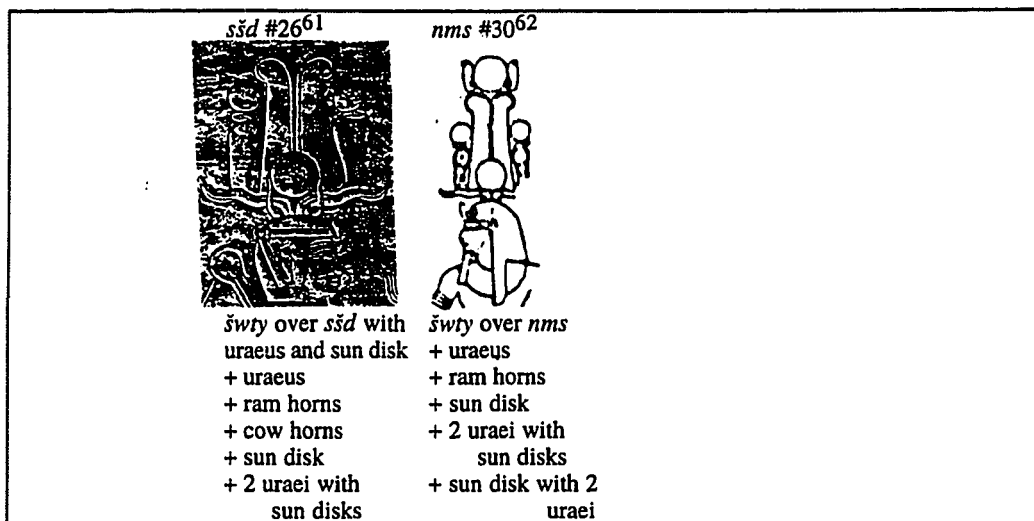 sšd #26⁶¹
šwty over sšd with
uraeus and sun disk
+ uraeus
+ ram horns
+ cow horns
+ sun disk
+ 2 uraei with
sun disks
nms #30⁶²
šwty over nms
+ uraeus
+ ram horns
+ sun disk
+ 2 uraei with
sun disks
+ sun disk with 2
uraei